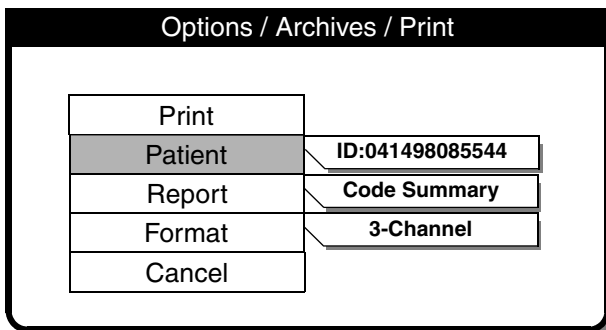 Options / Archives / Print
Print
Patient ID:041498085544
Report Code Summary
Format 3-Channel
Cancel